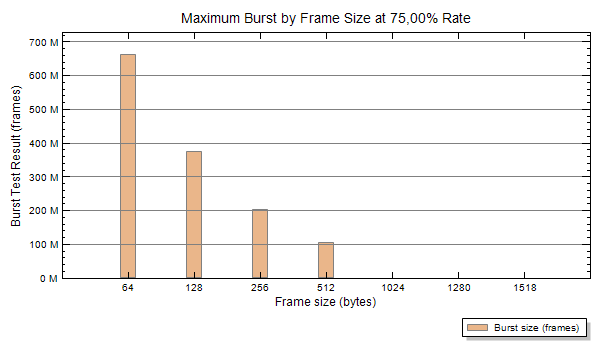 Maximum Burst by Frame Size at 75,00% Rate
700 M
600 M
500 M
400 M
300 M
200 M
100 M
0 M
Burst Test Result (frames)
64 128 256 512 1024 1280 1518
Frame size (bytes)
Burst size (frames)